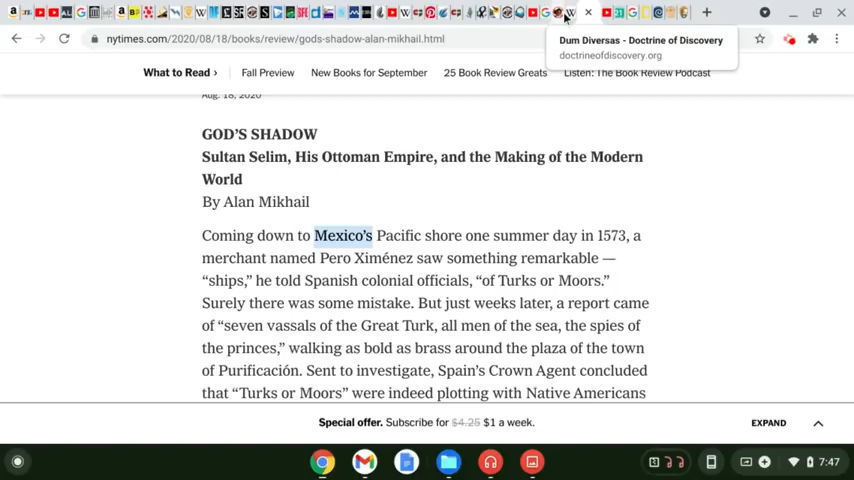 nytimes.com/2020/08/18/books/review/gods-shadow-alan-mikhail.html
Dum Diversas - Doctrine of Discovery
doctrineofdiscovery.org
What to Read › Fall Preview New Books for September 25 Book Review Greats Listen: The Book Review Podcast
Aug. 18, 2020
GOD'S SHADOW
Sultan Selim, His Ottoman Empire, and the Making of the Modern
World
By Alan Mikhail
Coming down to Mexico's Pacific shore one summer day in 1573, a
merchant named Pero Ximénez saw something remarkable —
“ships,” he told Spanish colonial officials, “of Turks or Moors.”
Surely there was some mistake. But just weeks later, a report came
of “seven vassals of the Great Turk, all men of the sea, the spies of
the princes,” walking as bold as brass around the plaza of the town
of Purificación. Sent to investigate, Spain's Crown Agent concluded
that “Turks or Moors” were indeed plotting with Native Americans
Special offer. Subscribe for $4.25 $1 a week. EXPAND
7:47